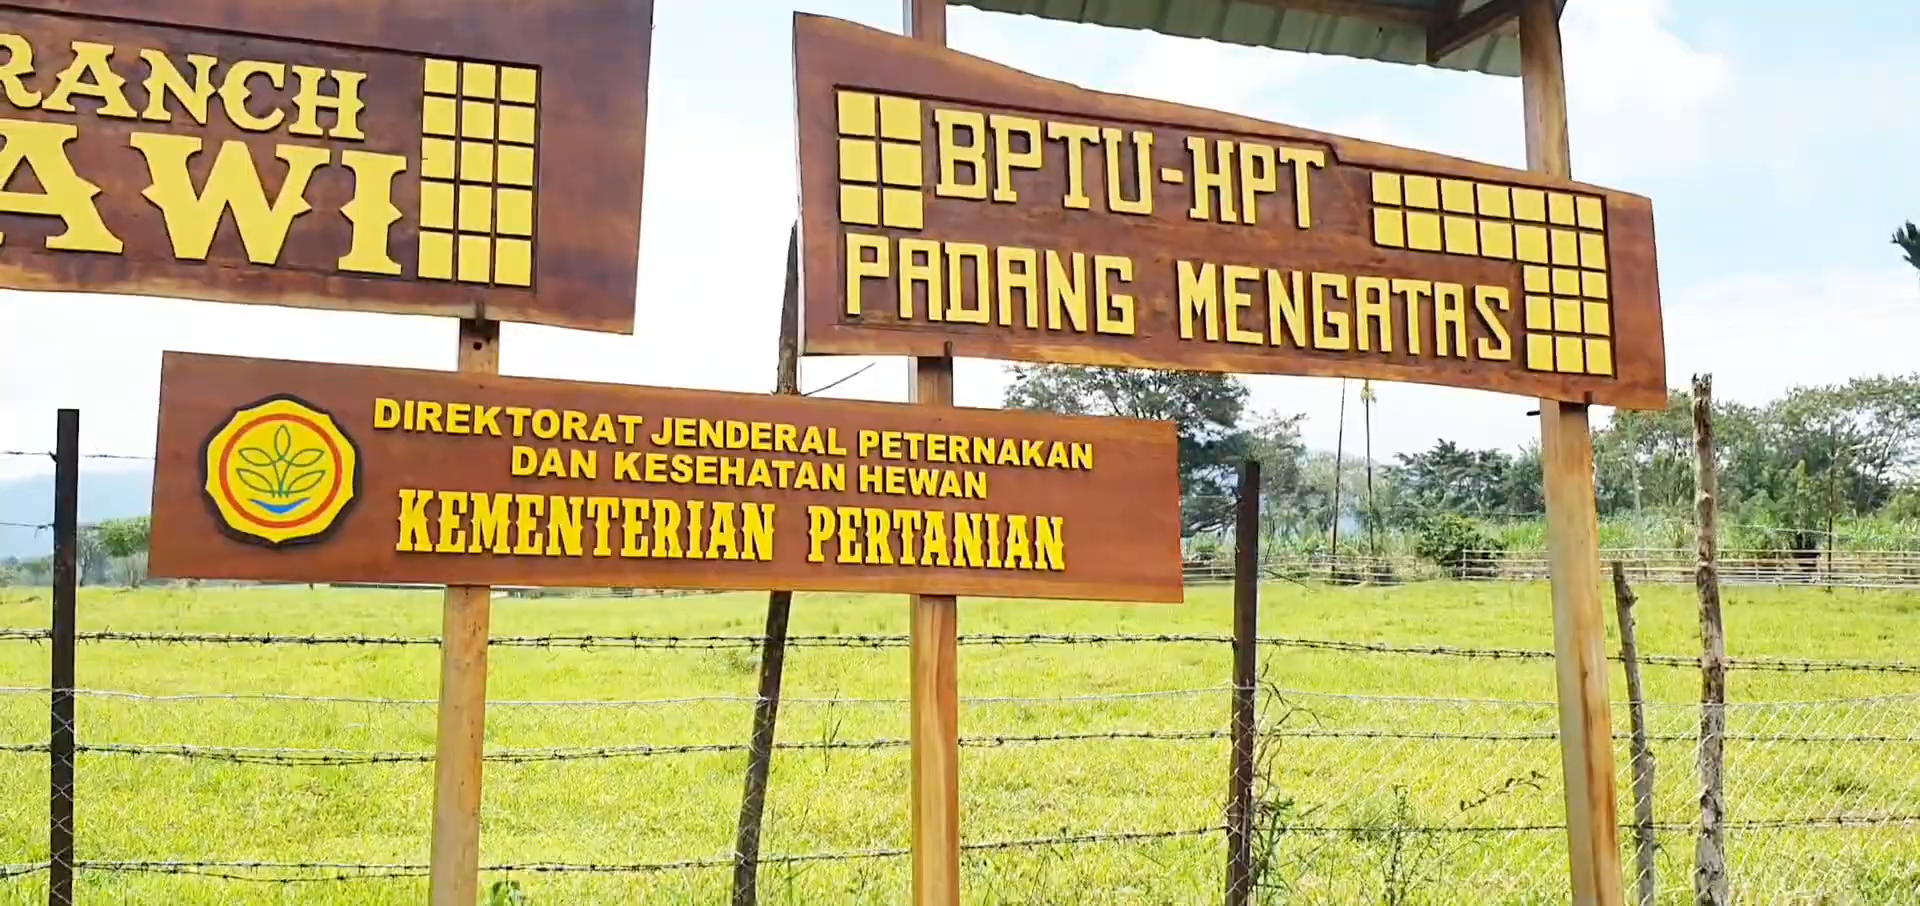 RANCH
AWI
BPTU-HPT
PADANG MENGATAS
DIREKTORAT JENDERAL PETERNAKAN
DAN KESEHATAN HEWAN
KEMENTERIAN PERTANIAN